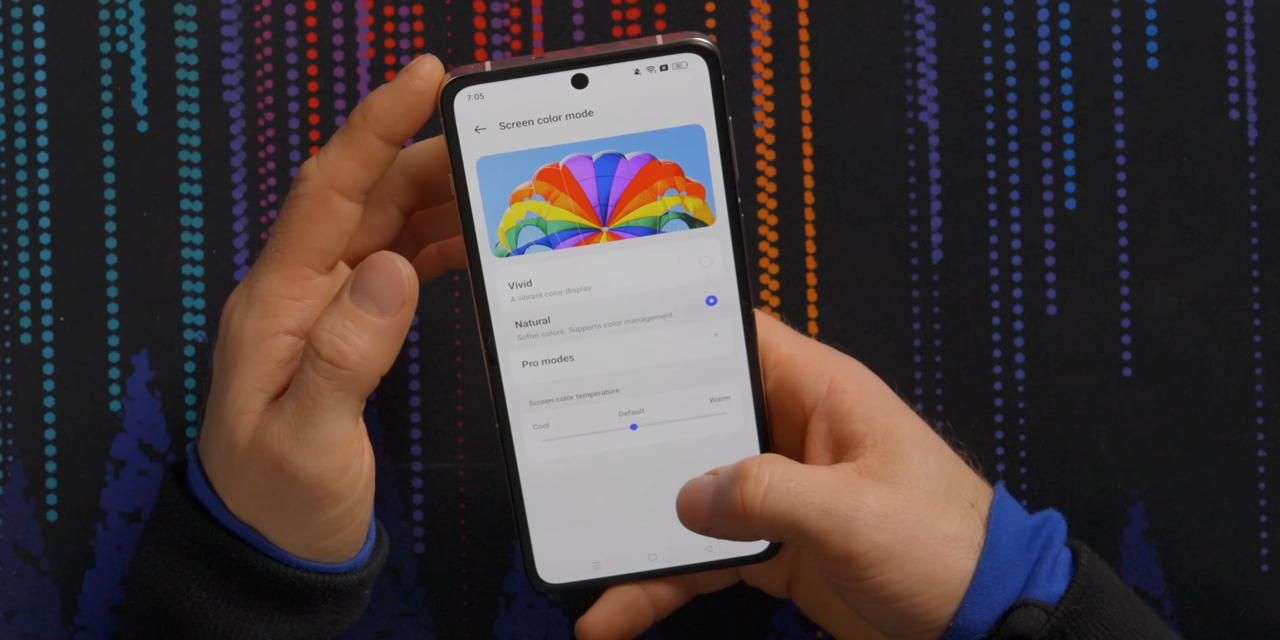 7:05
Screen color mode
Vivid
A vibrant color display
Natural
Softer colors. Supports color management.
Pro modes
Screen color temperature
Cool
Default
Warm